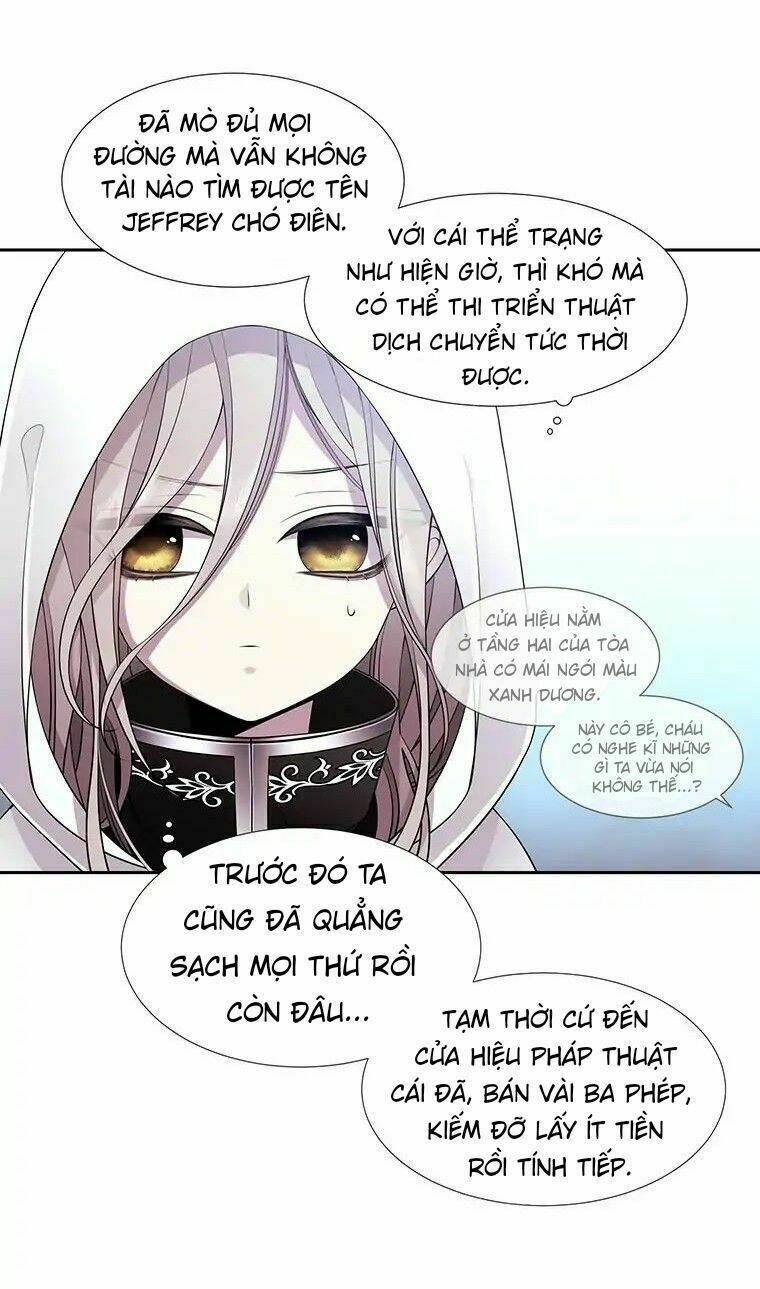 ĐÃ MÒ ĐỦ MỌI
ĐƯỜNG MÀ VẪN KHÔNG
TÀI NÀO TÌM ĐƯỢC TÊN
JEFFREY CHÓ ĐIÊN.
VỚI CÁI THỂ TRẠNG
NHƯ HIỆN GIỜ, THÌ KHÓ MÀ
CÓ THỂ THI TRIỂN THUẬT
DỊCH CHUYỂN TỨC THỜI
ĐƯỢC.
CỬA HIỆU NẰM
Ở TẦNG HAI CỦA TÒA
NHÀ CÓ MÁI NGÓI MÀU
XANH DƯƠNG.
NÀY CÔ BÉ, CHÁU
CÓ NGHE KĨ NHỮNG
GÌ TA VỪA NÓI
KHÔNG THẾ...?
TRƯỚC ĐÓ TA
CŨNG ĐÃ QUẲNG
SẠCH MỌI THỨ RỒI
CÒN ĐÂU...
TẠM THỜI CỨ ĐẾN
CỬA HIỆU PHÁP THUẬT
CÁI ĐÃ, BÁN VÀI BA PHÉP,
KIẾM ĐỠ LẤY ÍT TIỀN
RỒI TÍNH TIẾP.